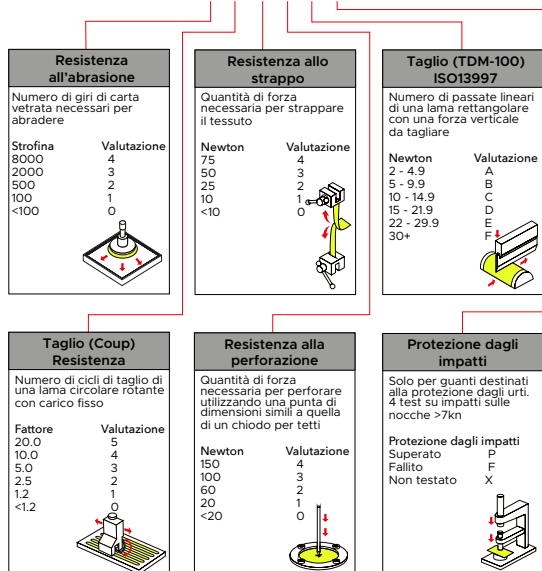 Resistenza
all'abrasione
Numero di giri di carta
vetrata necessari per
abradere
Strofina Valutazione
8000 4
2000 3
500 2
100 1
<100 0
Resistenza allo
strappo
Quantità di forza
necessaria per strappare
il tessuto
Newton Valutazione
75 4
50 3
25 2
10 1
<10 0
Taglio (TDM-100)
ISO13997
Numero di passate lineari
di una lama rettangolare
con una forza verticale
da tagliare
Newton Valutazione
2 - 4.9 A
5 - 9.9 B
10 - 14.9 C
15 - 21.9 D
22 - 29.9 E
30+ F
Taglio (Coup)
Resistenza
Numero di cicli di taglio di
una lama circolare rotante
con carico fisso
Fattore Valutazione
20.0 5
10.0 4
5.0 3
2.5 2
1.2 1
<1.2 0
Resistenza alla
perforazione
Quantità di forza
necessaria per perforare
utilizzando una punta di
dimensioni simili a quella
di un chiodo per tetti
Newton Valutazione
150 4
100 3
60 2
20 1
<20 0
Protezione dagli
impatti
Solo per guanti destinati
alla protezione dagli urti.
4 test su impatti sulle
nocche >7kn
Protezione dagli impatti
Superato P
Fallito F
Non testato X